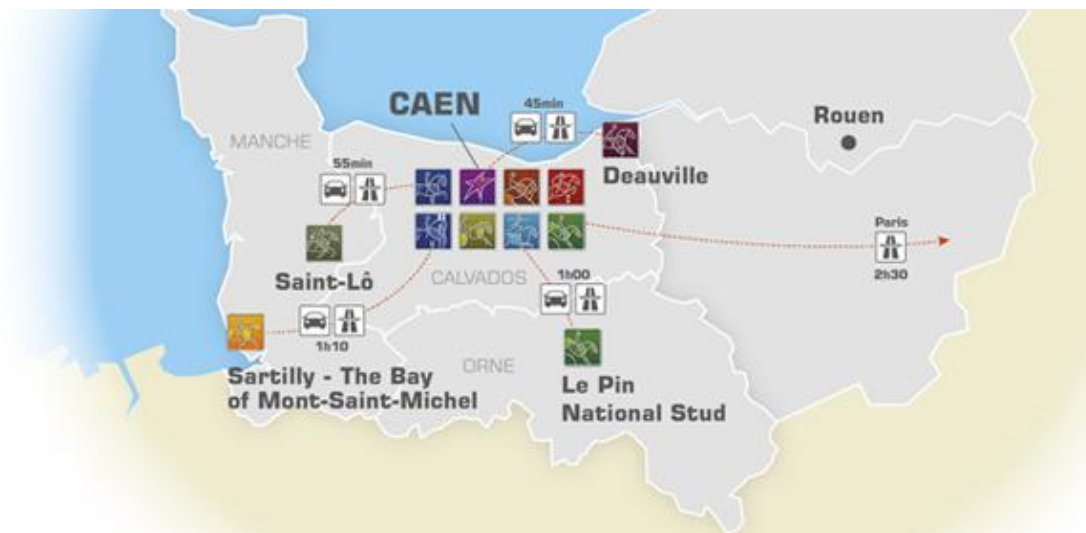 CAEN
45min
Rouen
MANCHE
55min
Deauville
Paris
2h30
Saint-Lô
CALVADOS
1h00
1h10
ORNE
Sartilly - The Bay
of Mont-Saint-Michel
Le Pin
National Stud